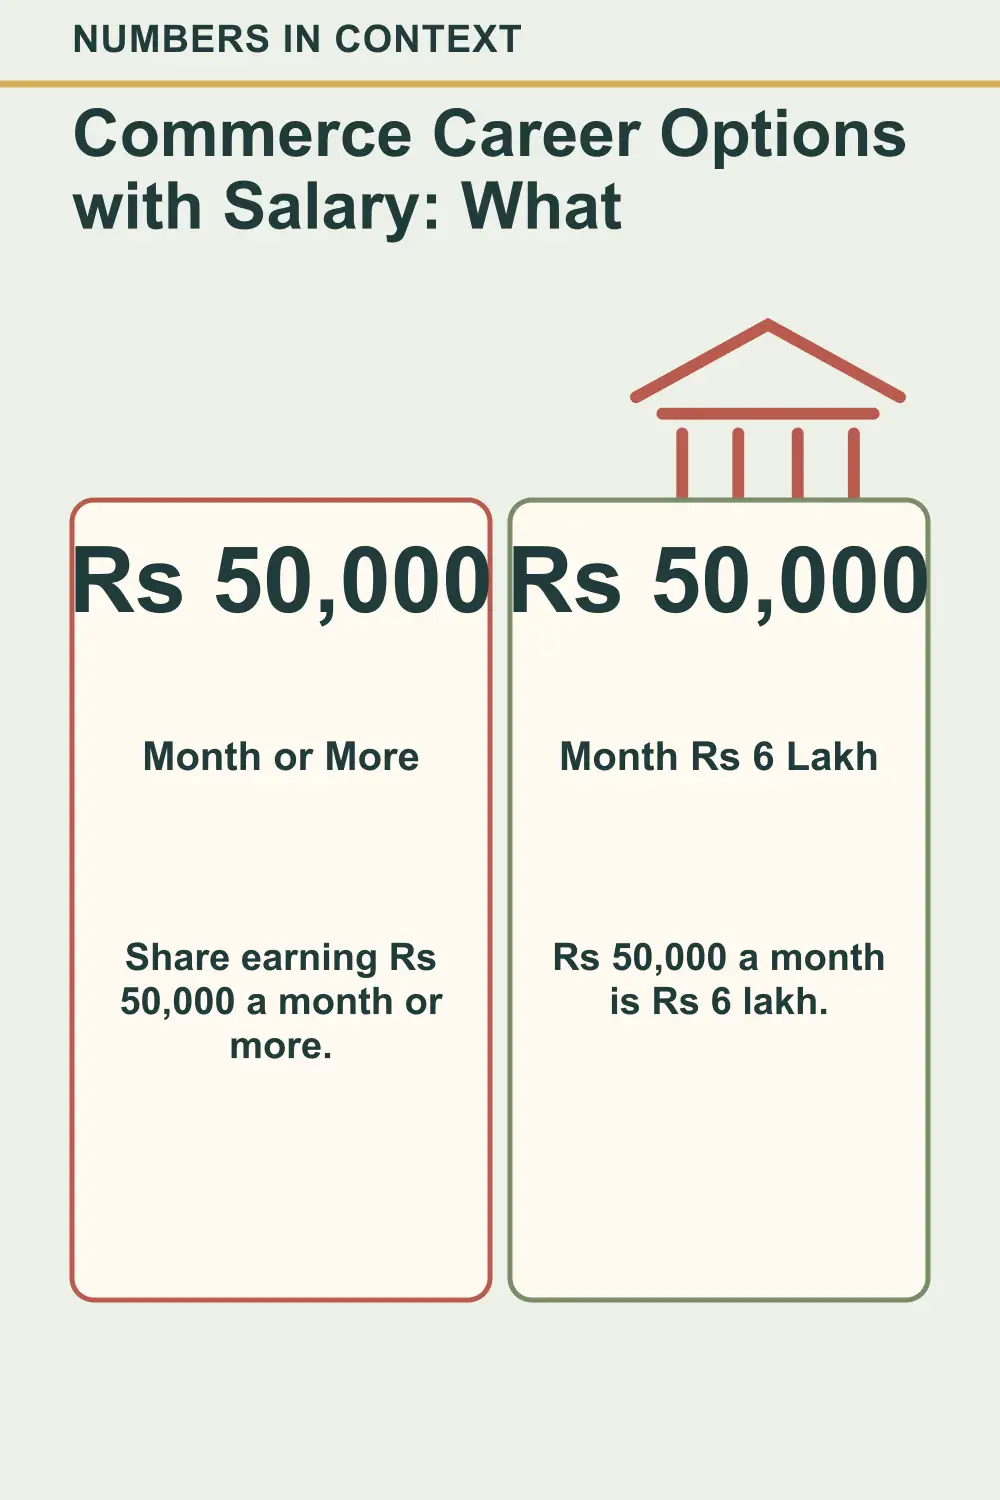 NUMBERS IN CONTEXT
Commerce Career Options
with Salary: What
Rs 50,000
Month or More
Share earning Rs
50,000 a month or
more.
Rs 50,000
Month Rs 6 Lakh
Rs 50,000 a month
is Rs 6 lakh.